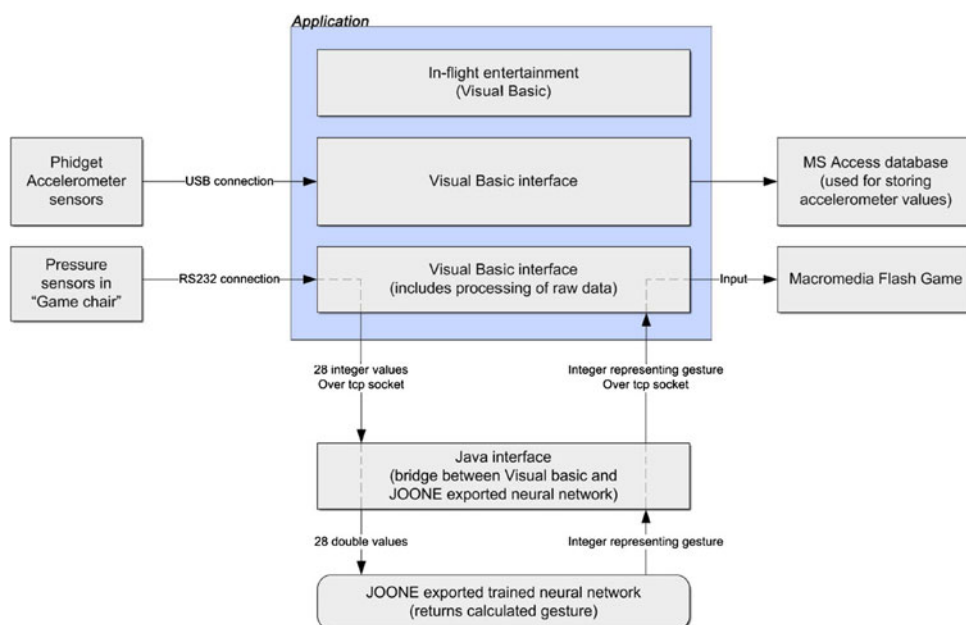 Application
In-flight entertainment
(Visual Basic)
Phidget
Accelerometer
sensors
USB connection
Visual Basic interface
MS Access database
(used for storing
accelerometer values)
Pressure
sensors in
“Game chair”
RS232 connection
Visual Basic interface
(includes processing of raw data)
Input
Macromedia Flash Game
28 integer values
Over tcp socket
Integer representing gesture
Over tcp socket
Java interface
(bridge between Visual basic and
JOONE exported neural network)
28 double values
Integer representing gesture
JOONE exported trained neural network
(returns calculated gesture)